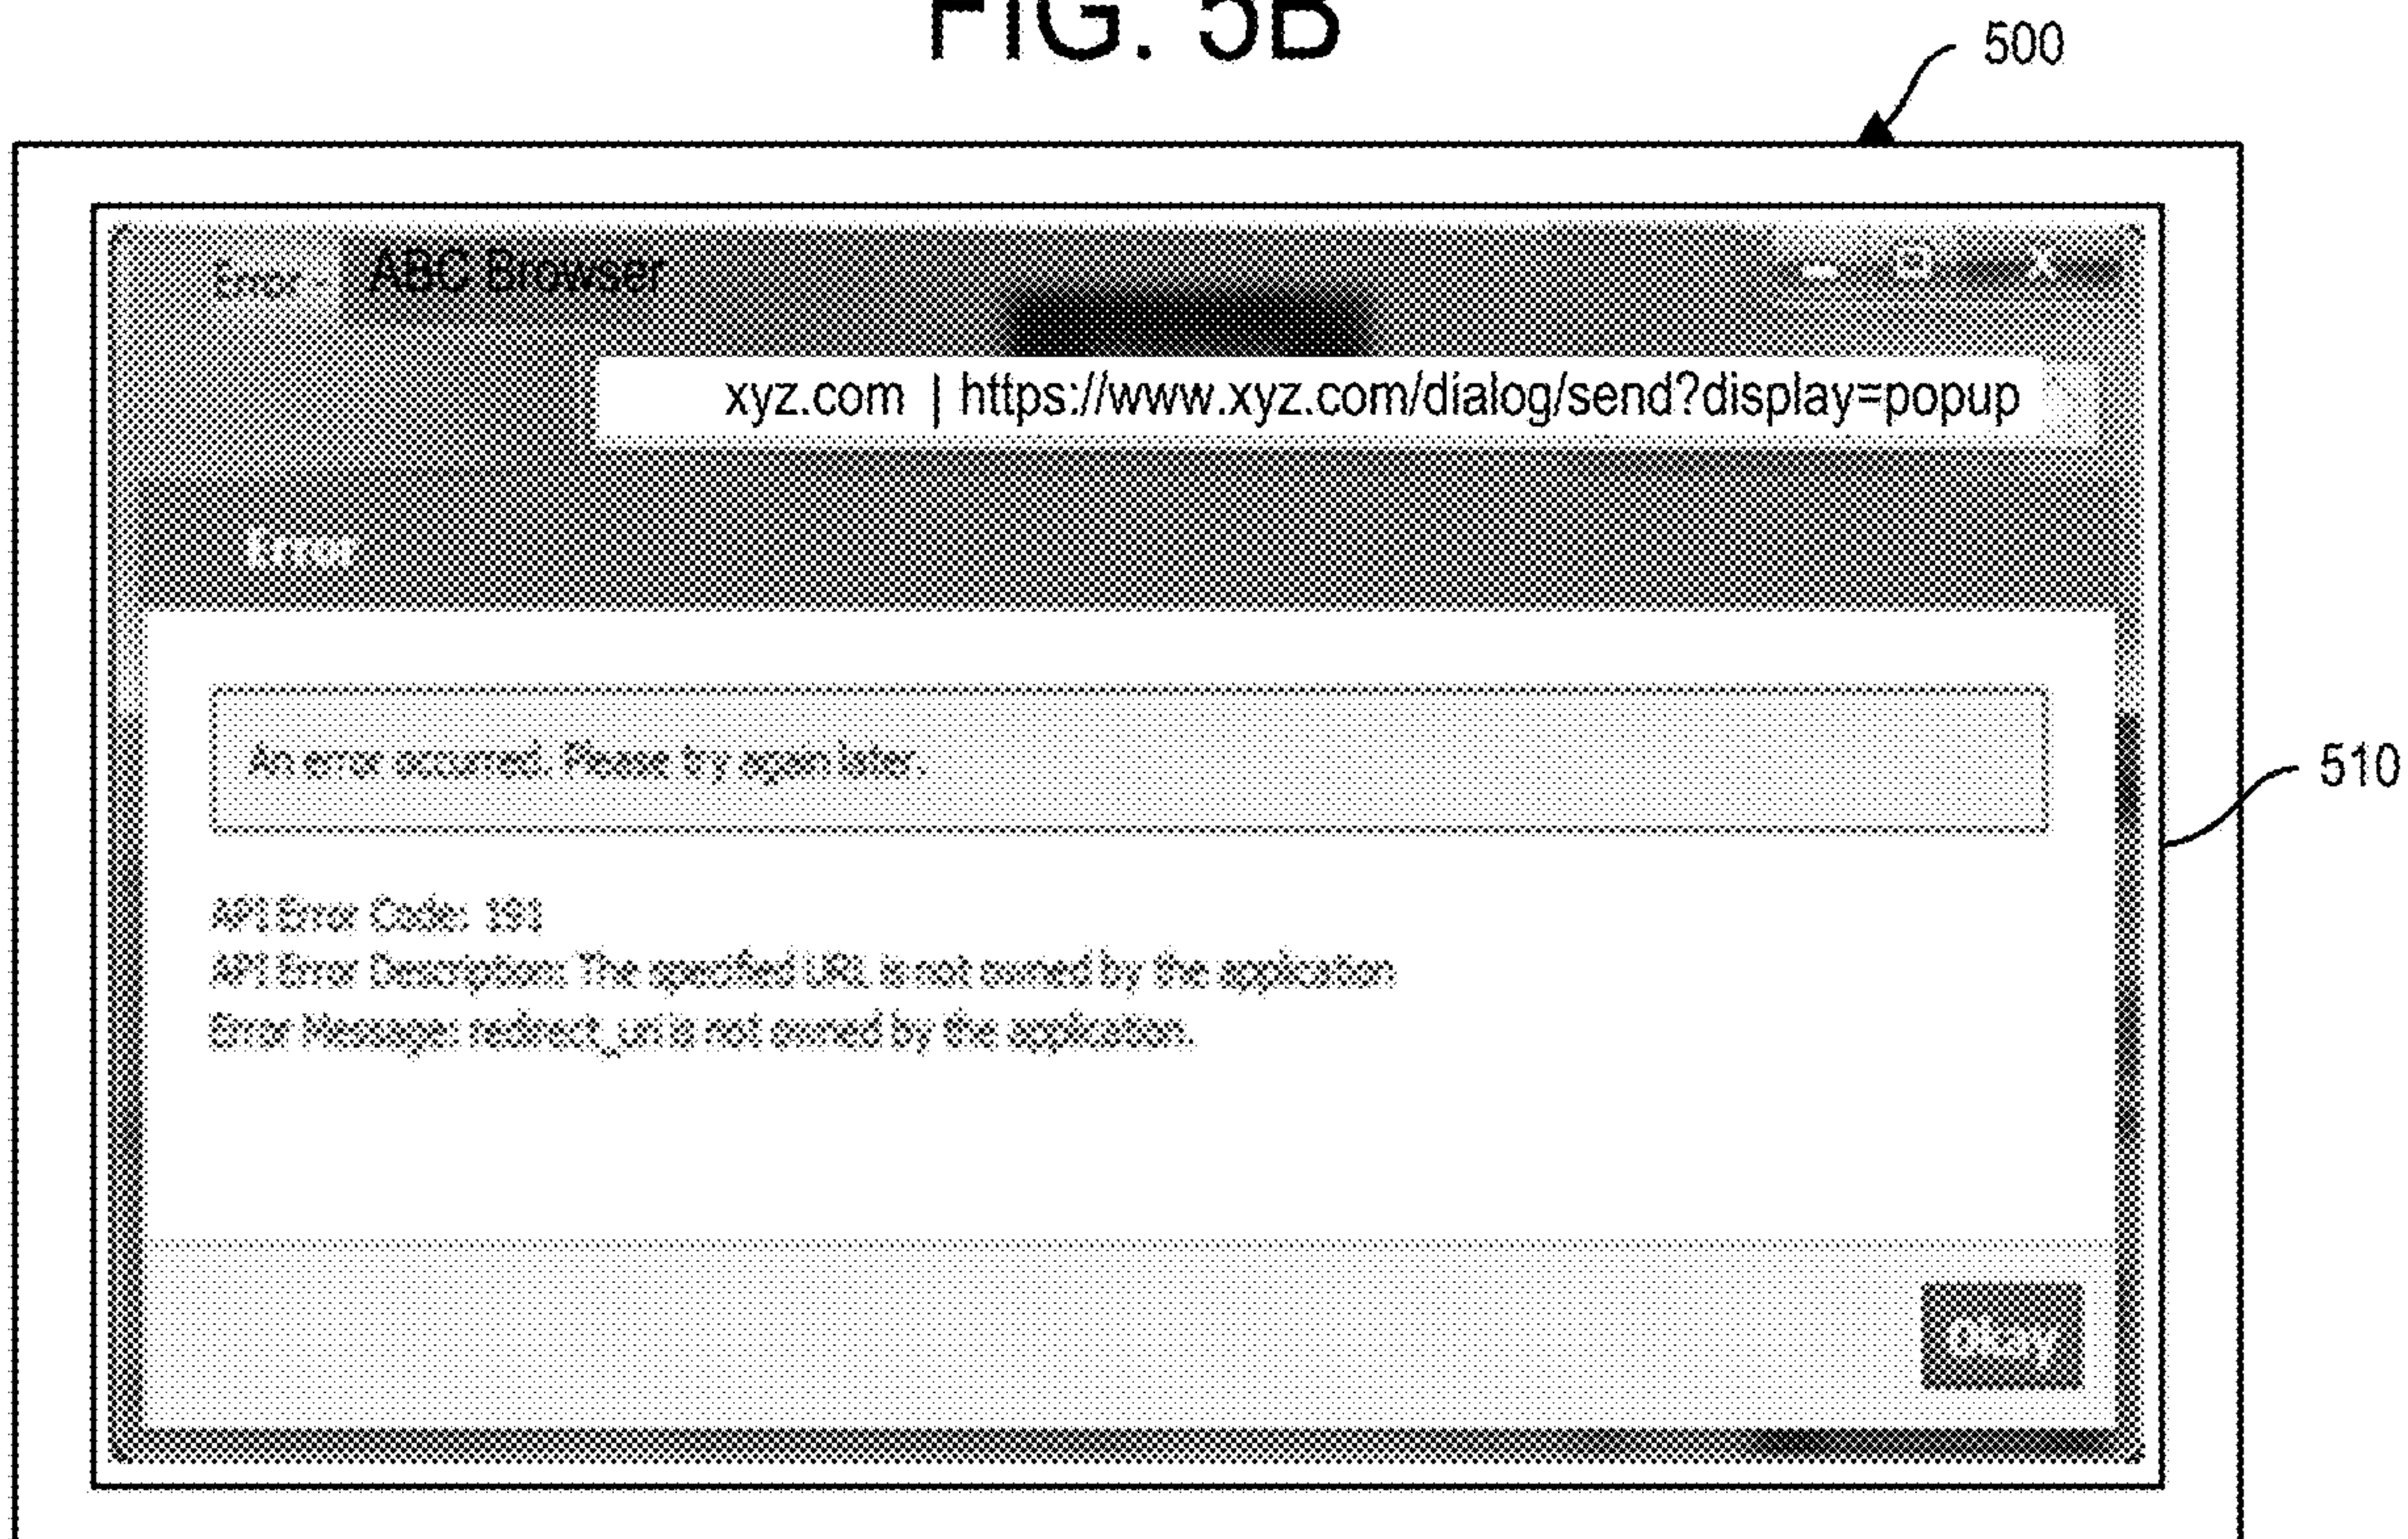 FIG. 5B
500
Error - ABC Browser
xyz.com | https://www.xyz.com/dialog/send?display=popup
Error
An error occurred. Please try again later.
510
API Error Code: 191
API Error Description: The specified URL is not owned by the application
Error Message: redirect_uri is not owned by the application.
Okay